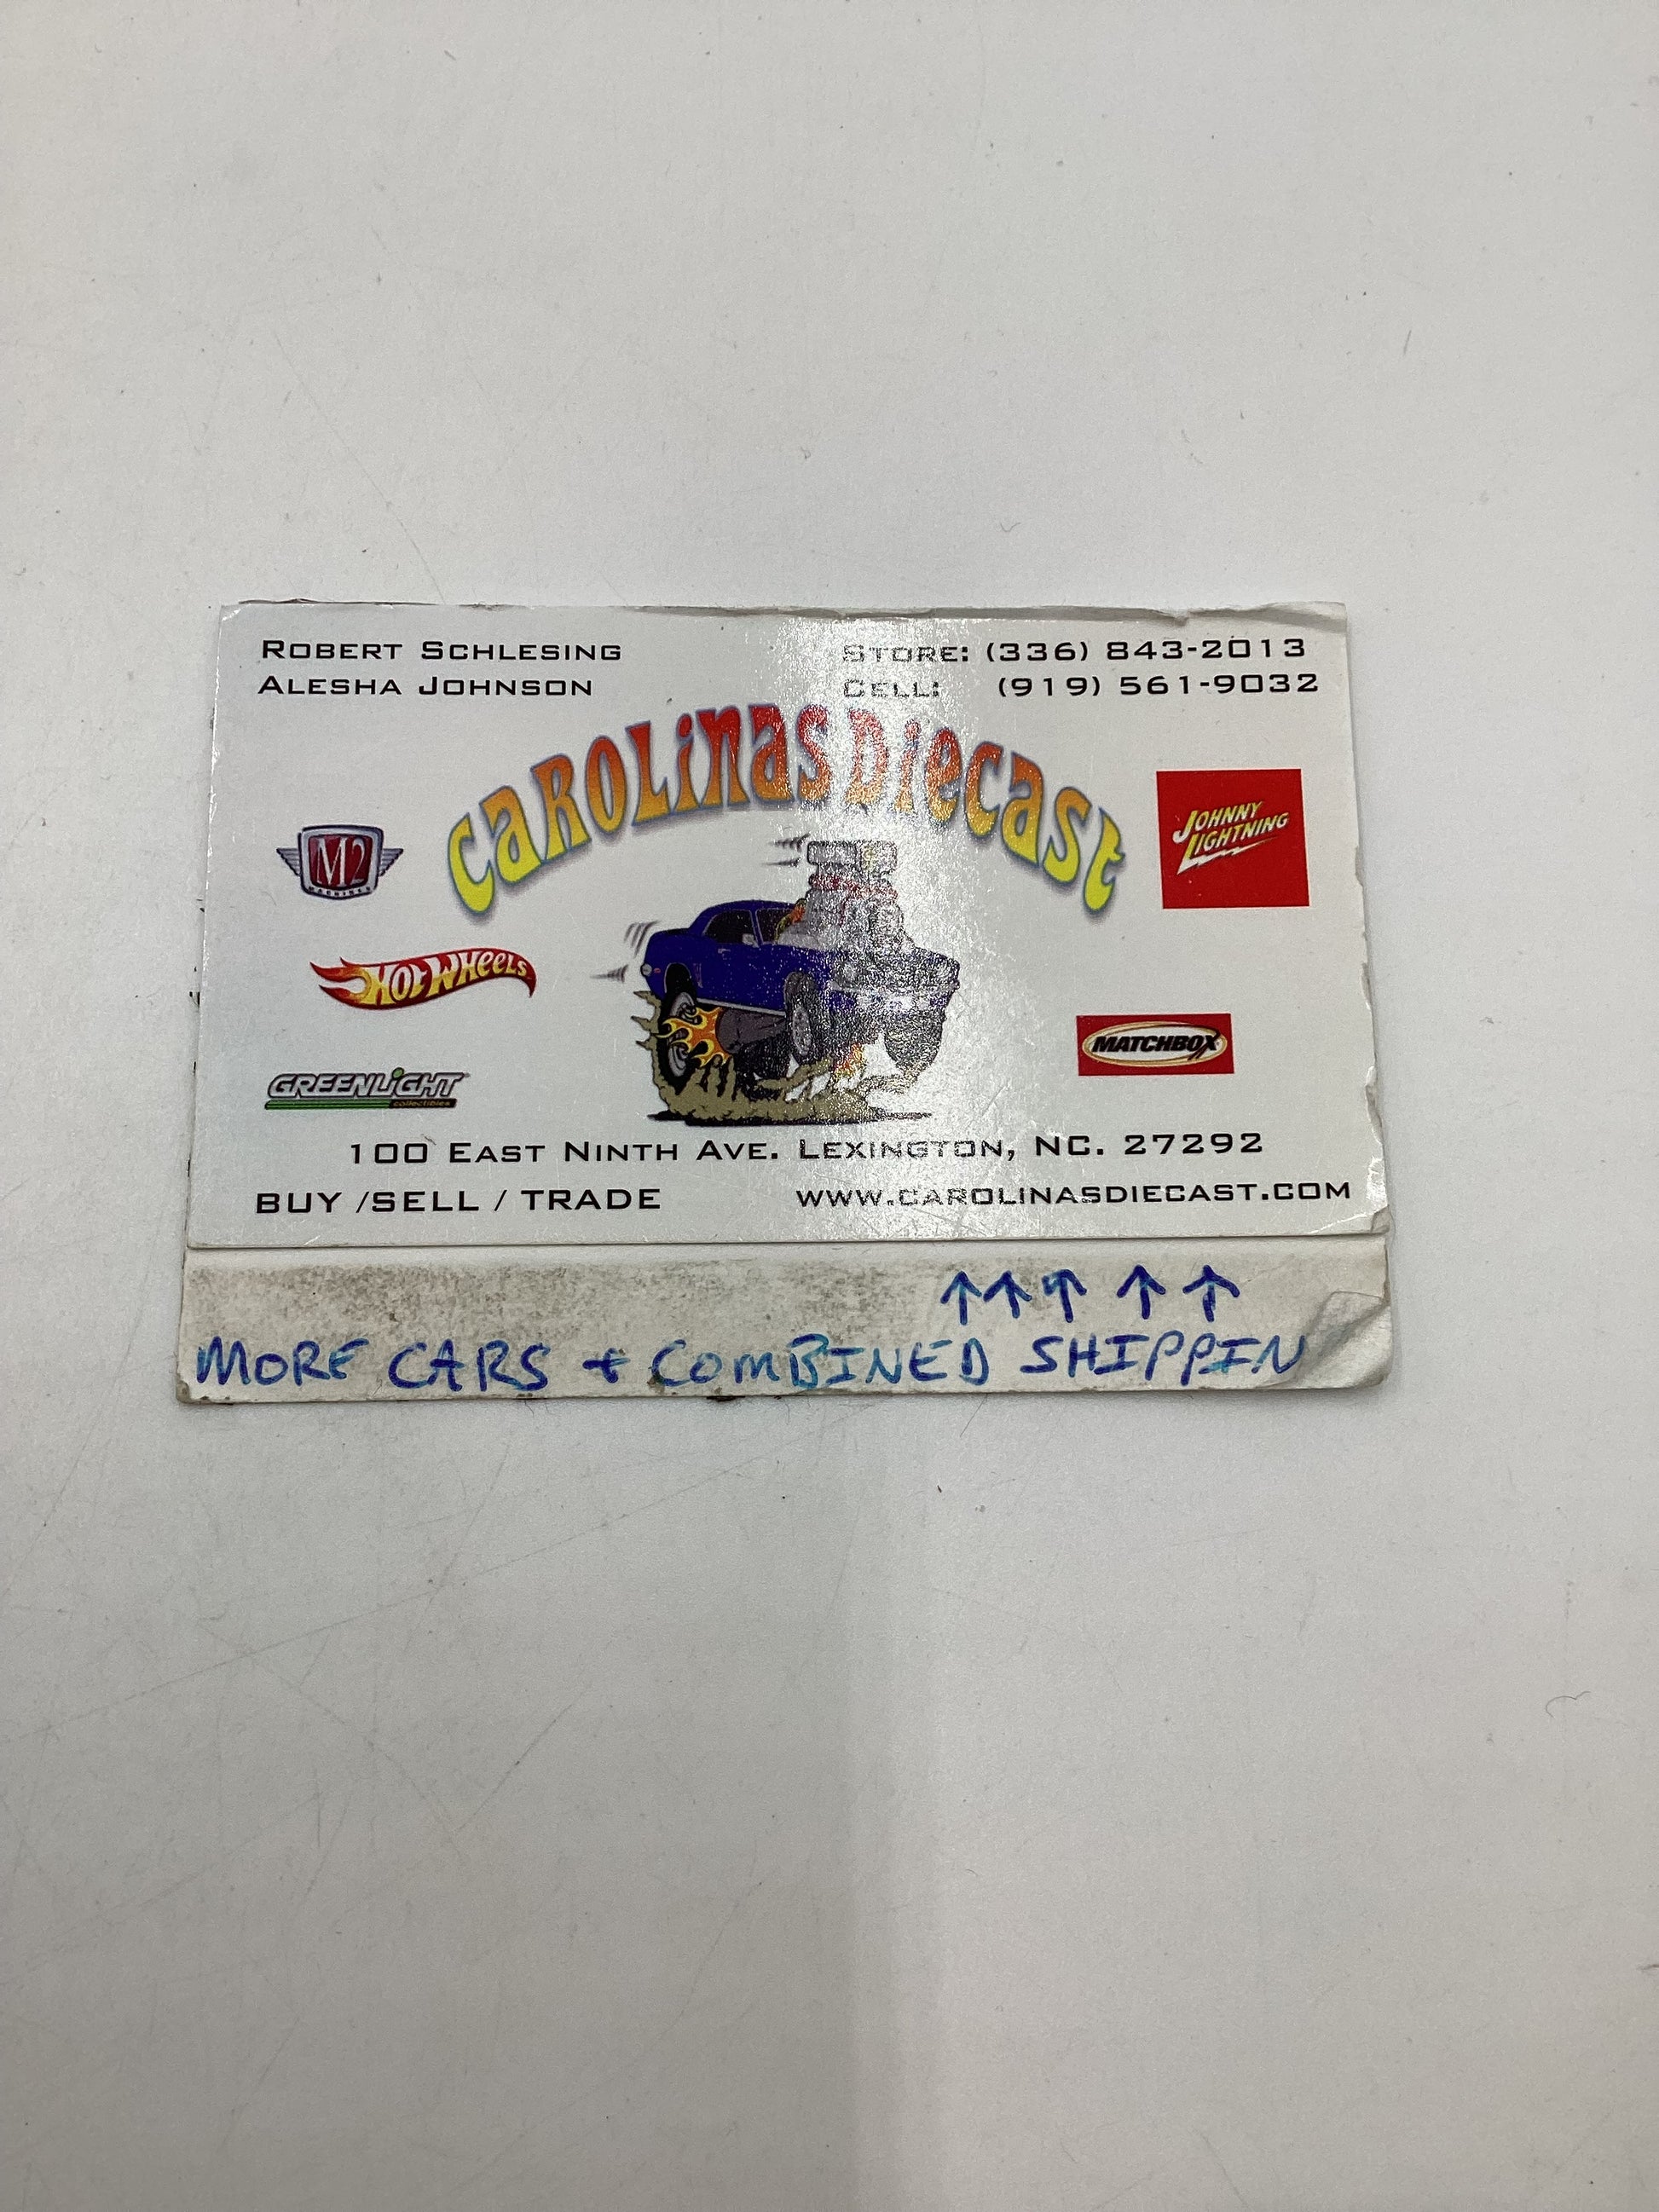 ROBERT SCHLESING
ALESHA JOHNSON
STORE: (336) 843-2013
CELL: (919) 561-9032
CAROLiNAS DiECAST
M2
MACHINES
JOHNNY
LIGHTNING
HOT WHEELS
MATCHBOX
GREENLiGHT
collectibles
100 EAST NINTH AVE. LEXINGTON, NC. 27292
BUY /SELL / TRADE
WWW.CAROLINASDIECAST.COM
↑ ↑ ↑ ↑ ↑
MORE CARS + COMBINED SHIPPIN